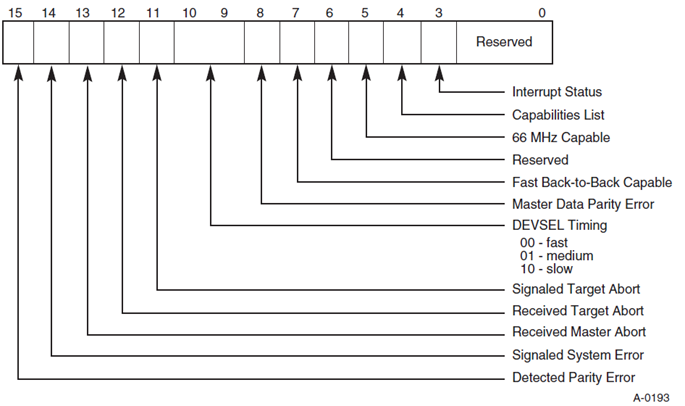 15 14 13 12 11 10 9 8 7 6 5 4 3 0
Reserved
Interrupt Status
Capabilities List
66 MHz Capable
Reserved
Fast Back-to-Back Capable
Master Data Parity Error
DEVSEL Timing
00 - fast
01 - medium
10 - slow
Signaled Target Abort
Received Target Abort
Received Master Abort
Signaled System Error
Detected Parity Error
A-0193